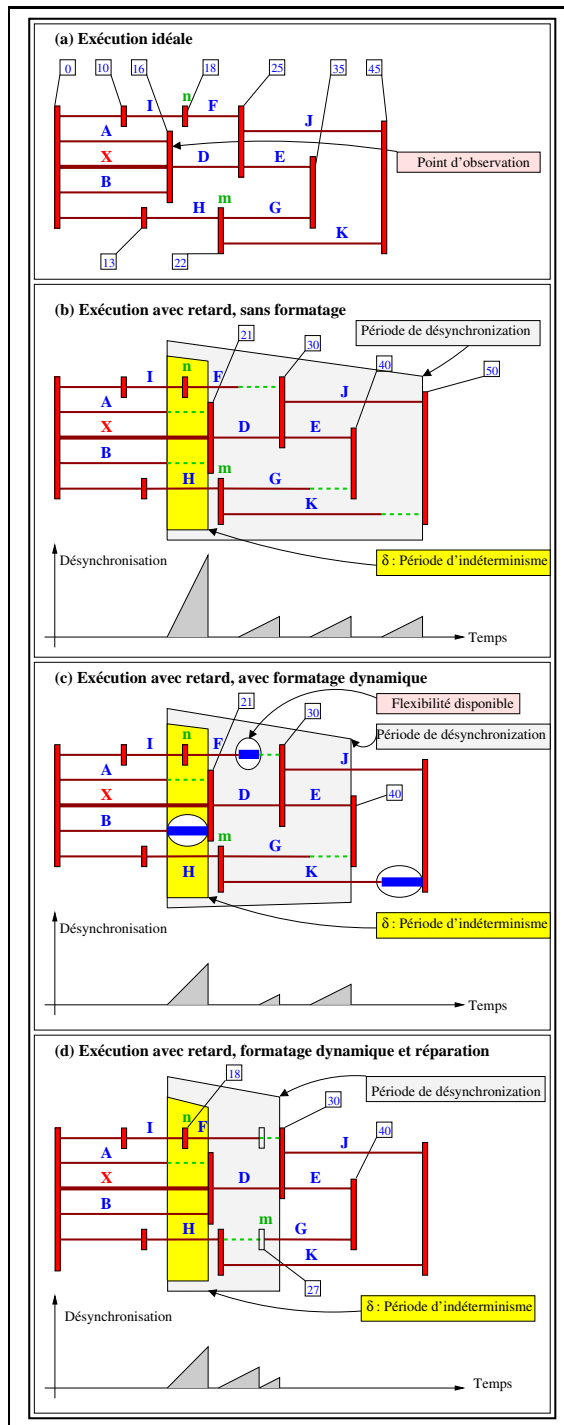 (a) Exécution idéale
0
10
16
18
25
35
45
n
I
F
A
J
X
D
E
Point d'observation
B
H
m
G
K
13
22
(b) Exécution avec retard, sans formatage
Période de désynchronization
21
30
n
40
50
I
F
A
J
X
D
E
B
H
m
G
K
Désynchronisation
δ : Période d'indéterminisme
Temps
(c) Exécution avec retard, avec formatage dynamique
21
Flexibilité disponible
30
Période de désynchronization
n
I
F
A
J
X
D
E
40
B
m
G
H
K
Désynchronisation
δ : Période d'indéterminisme
Temps
(d) Exécution avec retard, formatage dynamique et réparation
18
Période de désynchronization
n
30
40
I
F
A
J
X
D
E
B
m
H
G
K
27
Désynchronisation
δ : Période d'indéterminisme
Temps